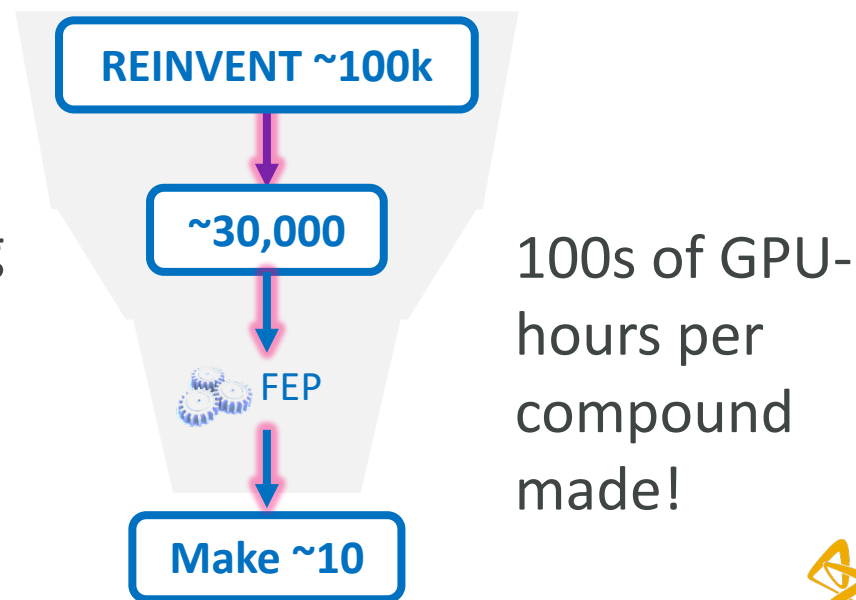 REINVENT ~100k
~30,000
g
100s of GPU-
hours per
compound
made!
FEP
Make ~10